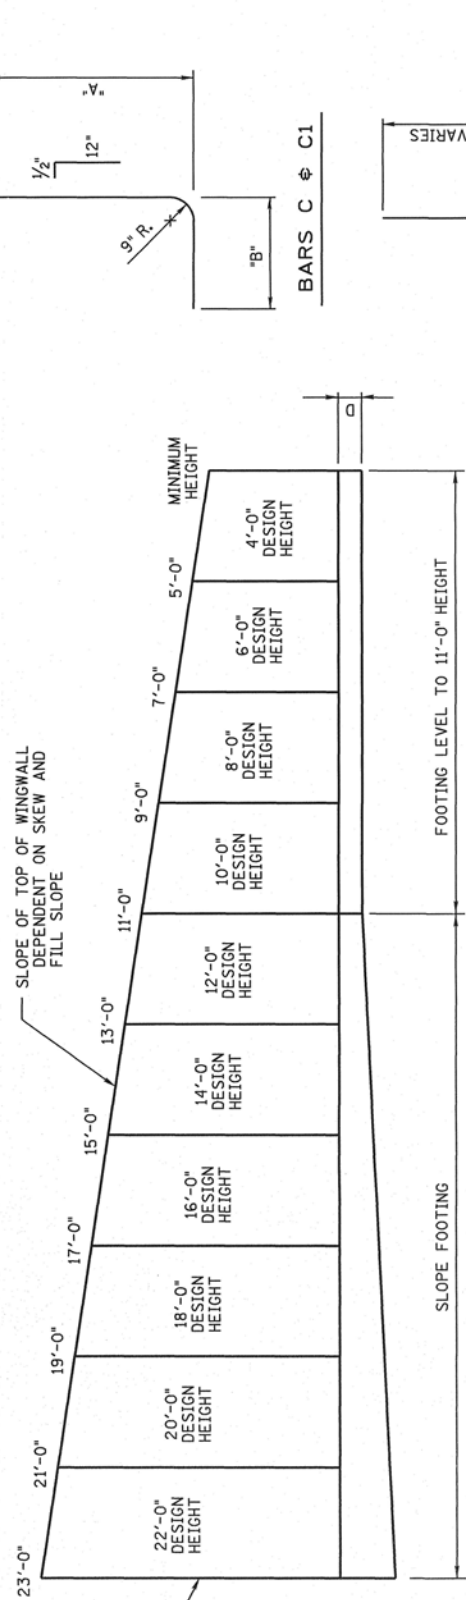 "A"
1/2"
12"
9" R.
"B"
BARS C & C1
VARIES
SLOPE OF TOP OF WINGWALL
DEPENDENT ON SKEW AND
FILL SLOPE
23'-0"
21'-0"
19'-0"
17'-0"
15'-0"
13'-0"
11'-0"
9'-0"
7'-0"
5'-0"
MINIMUM
HEIGHT
22'-0"
DESIGN
HEIGHT
20'-0"
DESIGN
HEIGHT
18'-0"
DESIGN
HEIGHT
16'-0"
DESIGN
HEIGHT
14'-0"
DESIGN
HEIGHT
12'-0"
DESIGN
HEIGHT
10'-0"
DESIGN
HEIGHT
8'-0"
DESIGN
HEIGHT
6'-0"
DESIGN
HEIGHT
4'-0"
DESIGN
HEIGHT
D
SLOPE FOOTING
FOOTING LEVEL TO 11'-0" HEIGHT